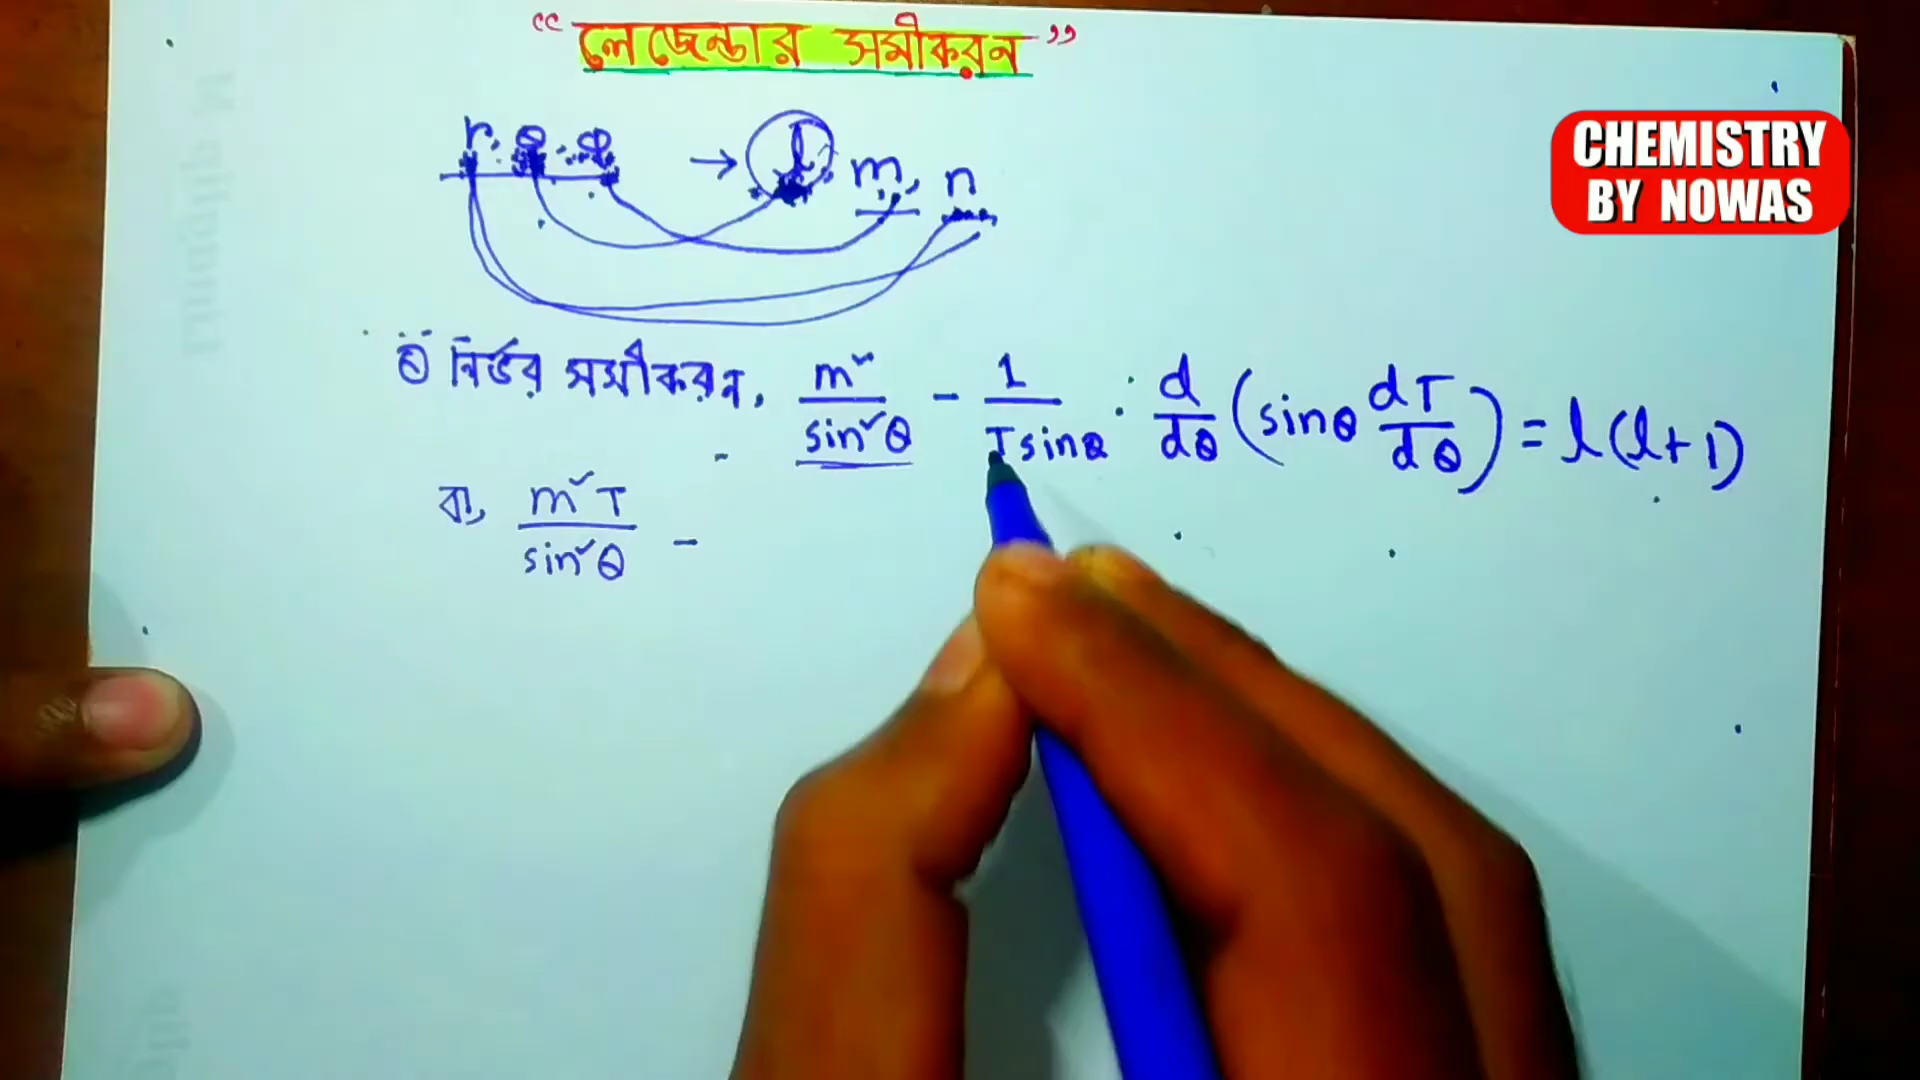 “লেজেন্ডার সমীকরন”
CHEMISTRY
BY NOWAS
r, θ, φ → l m, n
θ নির্ভর সমীকরন, m²/sin²θ - 1/T sinθ · d/dθ (sinθ dT/dθ) = l(l+1)
বা, m²T/sin²θ -